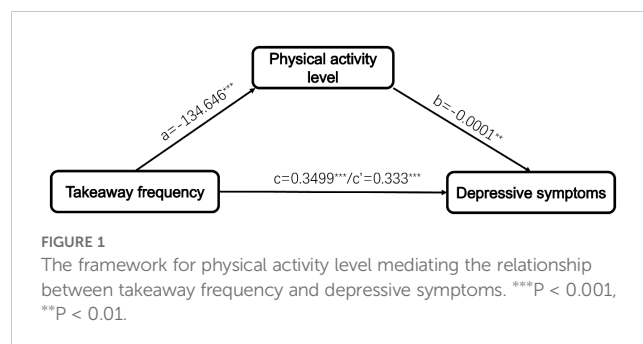 Physical activity
level
a=-134.646***
b=-0.0001**
c=0.3499***/c'=0.333***
Takeaway frequency
Depressive symptoms
FIGURE 1
The framework for physical activity level mediating the relationship
between takeaway frequency and depressive symptoms. ***P < 0.001,
**P < 0.01.